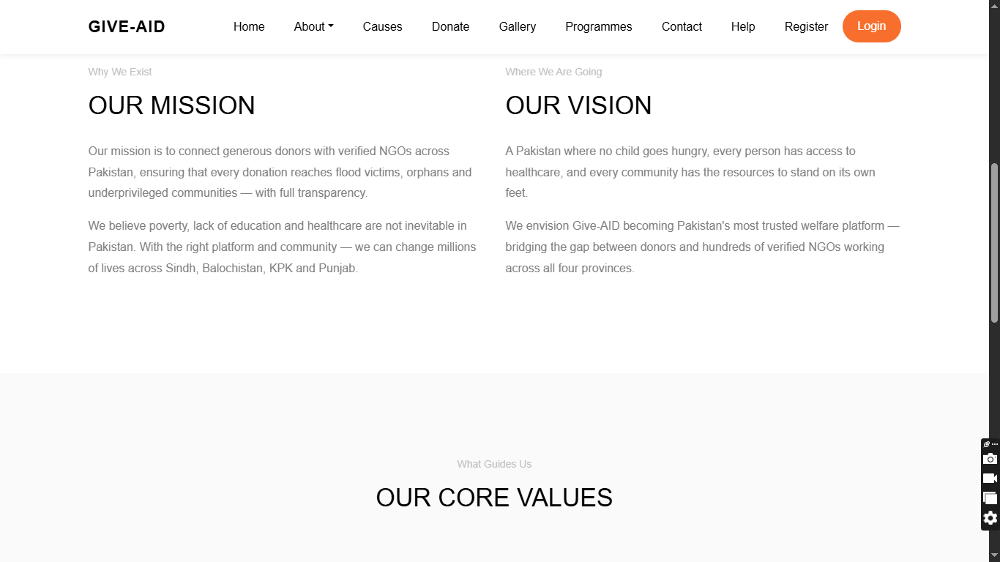 GIVE-AID
Home About Causes Donate Gallery Programmes Contact Help Register Login
Why We Exist
OUR MISSION
Our mission is to connect generous donors with verified NGOs across
Pakistan, ensuring that every donation reaches flood victims, orphans and
underprivileged communities — with full transparency.
We believe poverty, lack of education and healthcare are not inevitable in
Pakistan. With the right platform and community — we can change millions
of lives across Sindh, Balochistan, KPK and Punjab.
Where We Are Going
OUR VISION
A Pakistan where no child goes hungry, every person has access to
healthcare, and every community has the resources to stand on its own
feet.
We envision Give-AID becoming Pakistan's most trusted welfare platform —
bridging the gap between donors and hundreds of verified NGOs working
across all four provinces.
What Guides Us
OUR CORE VALUES